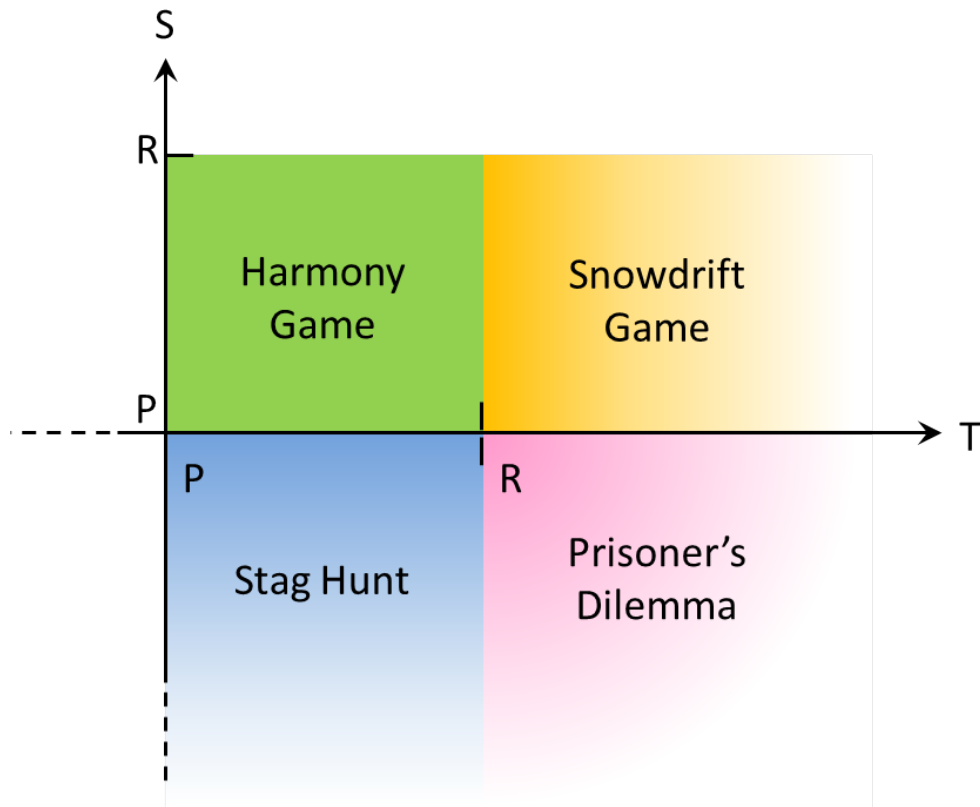 S
R
Harmony
Game
Snowdrift
Game
P
T
P
R
Stag Hunt
Prisoner’s
Dilemma